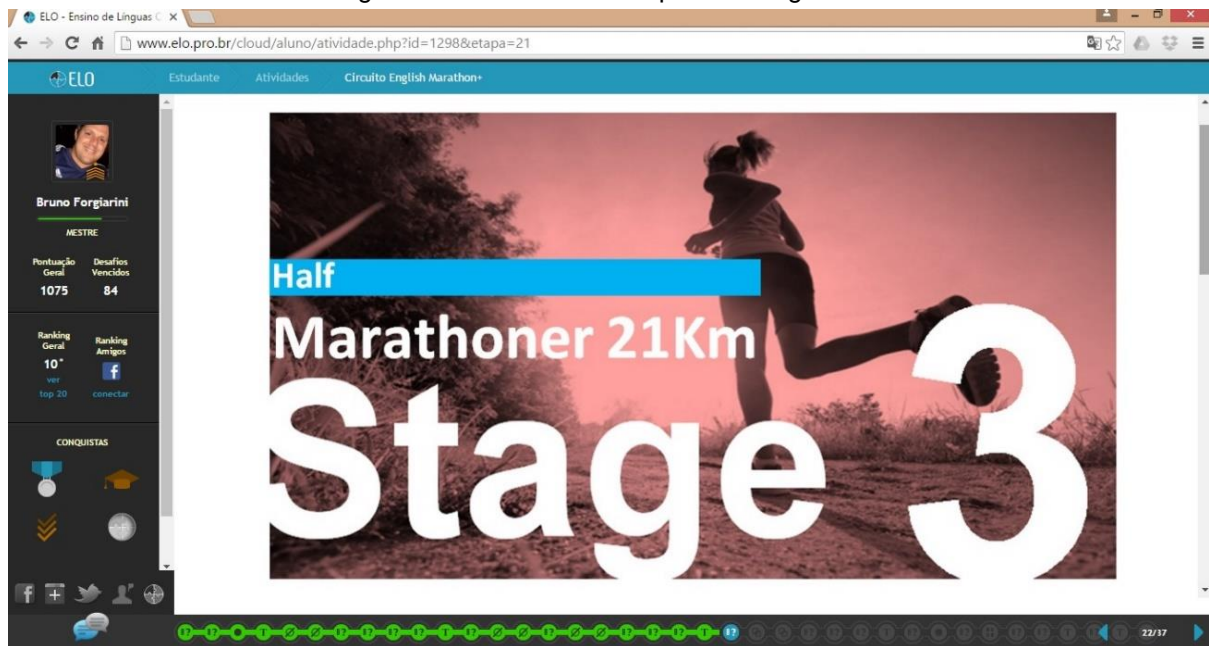 ELO - Ensino de Línguas C
www.elo.pro.br/cloud/aluno/atividade.php?id=1298&etapa=21
ELO
Estudante
Atividades
Circuito English Marathon+
Bruno Forgiarini
MESTRE
Pontuação Geral
1075
Desafios Vencidos
84
Ranking Geral
10°
ver top 20
Ranking Amigos
conectar
CONQUISTAS
Half
Marathoner 21Km
Stage 3
22/37